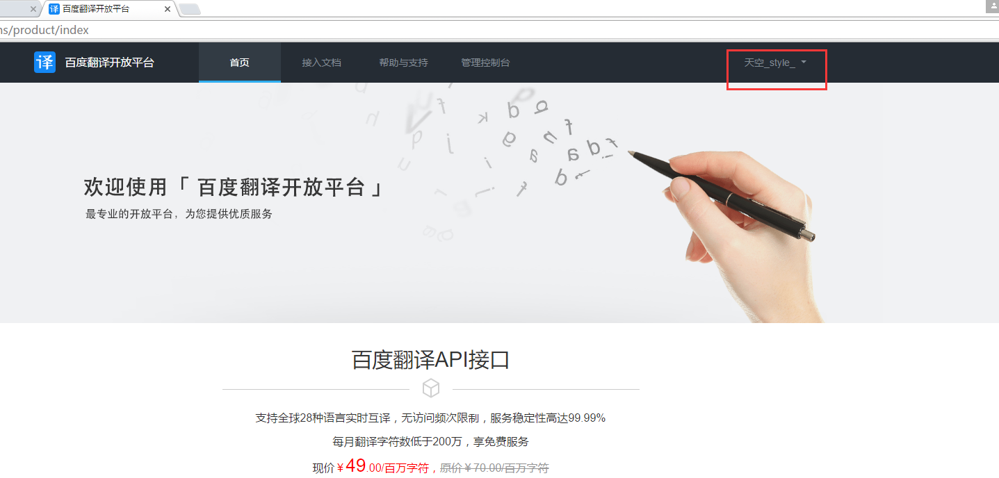 百度翻译开放平台
ns/product/index
译 百度翻译开放平台 首页 接入文档 帮助与支持 管理控制台 天空_style_
欢迎使用「 百度翻译开放平台 」
最专业的开放平台，为您提供优质服务
百度翻译API接口
支持全球28种语言实时互译，无访问频次限制，服务稳定性高达99.99%
每月翻译字符数低于200万，享免费服务
现价￥49.00/百万字符，原价￥70.00/百万字符